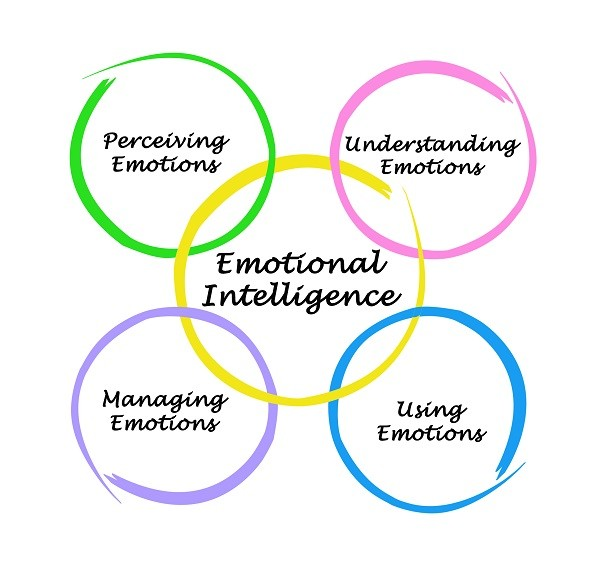 Perceiving
Emotions
Understanding
Emotions
Emotional
Intelligence
Managing
Emotions
Using
Emotions